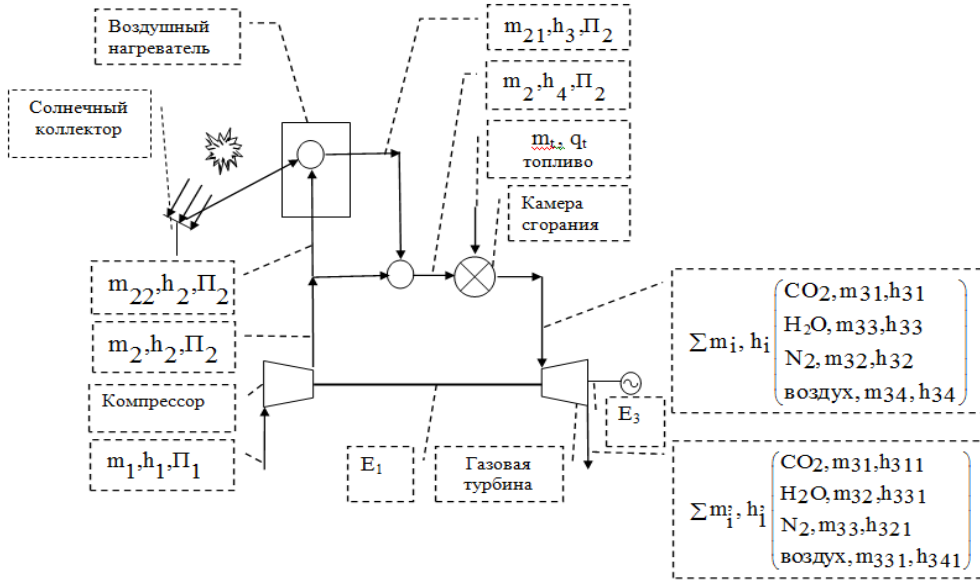 Воздушный
нагреватель
m21,h3,П2
m2,h4,П2
Солнечный
коллектор
mt, qt
топливо
Камера
сгорания
m22,h2,П2
m2,h2,П2
Компрессор
m1,h1,П1
E1
Газовая
турбина
E3
∑mi, hi
CO2, m31, h31
H2O, m33, h33
N2, m32, h32
воздух, m34, h34
∑mi, hi
CO2, m31,h311
H2O, m32,h331
N2, m33,h321
воздух, m331, h341